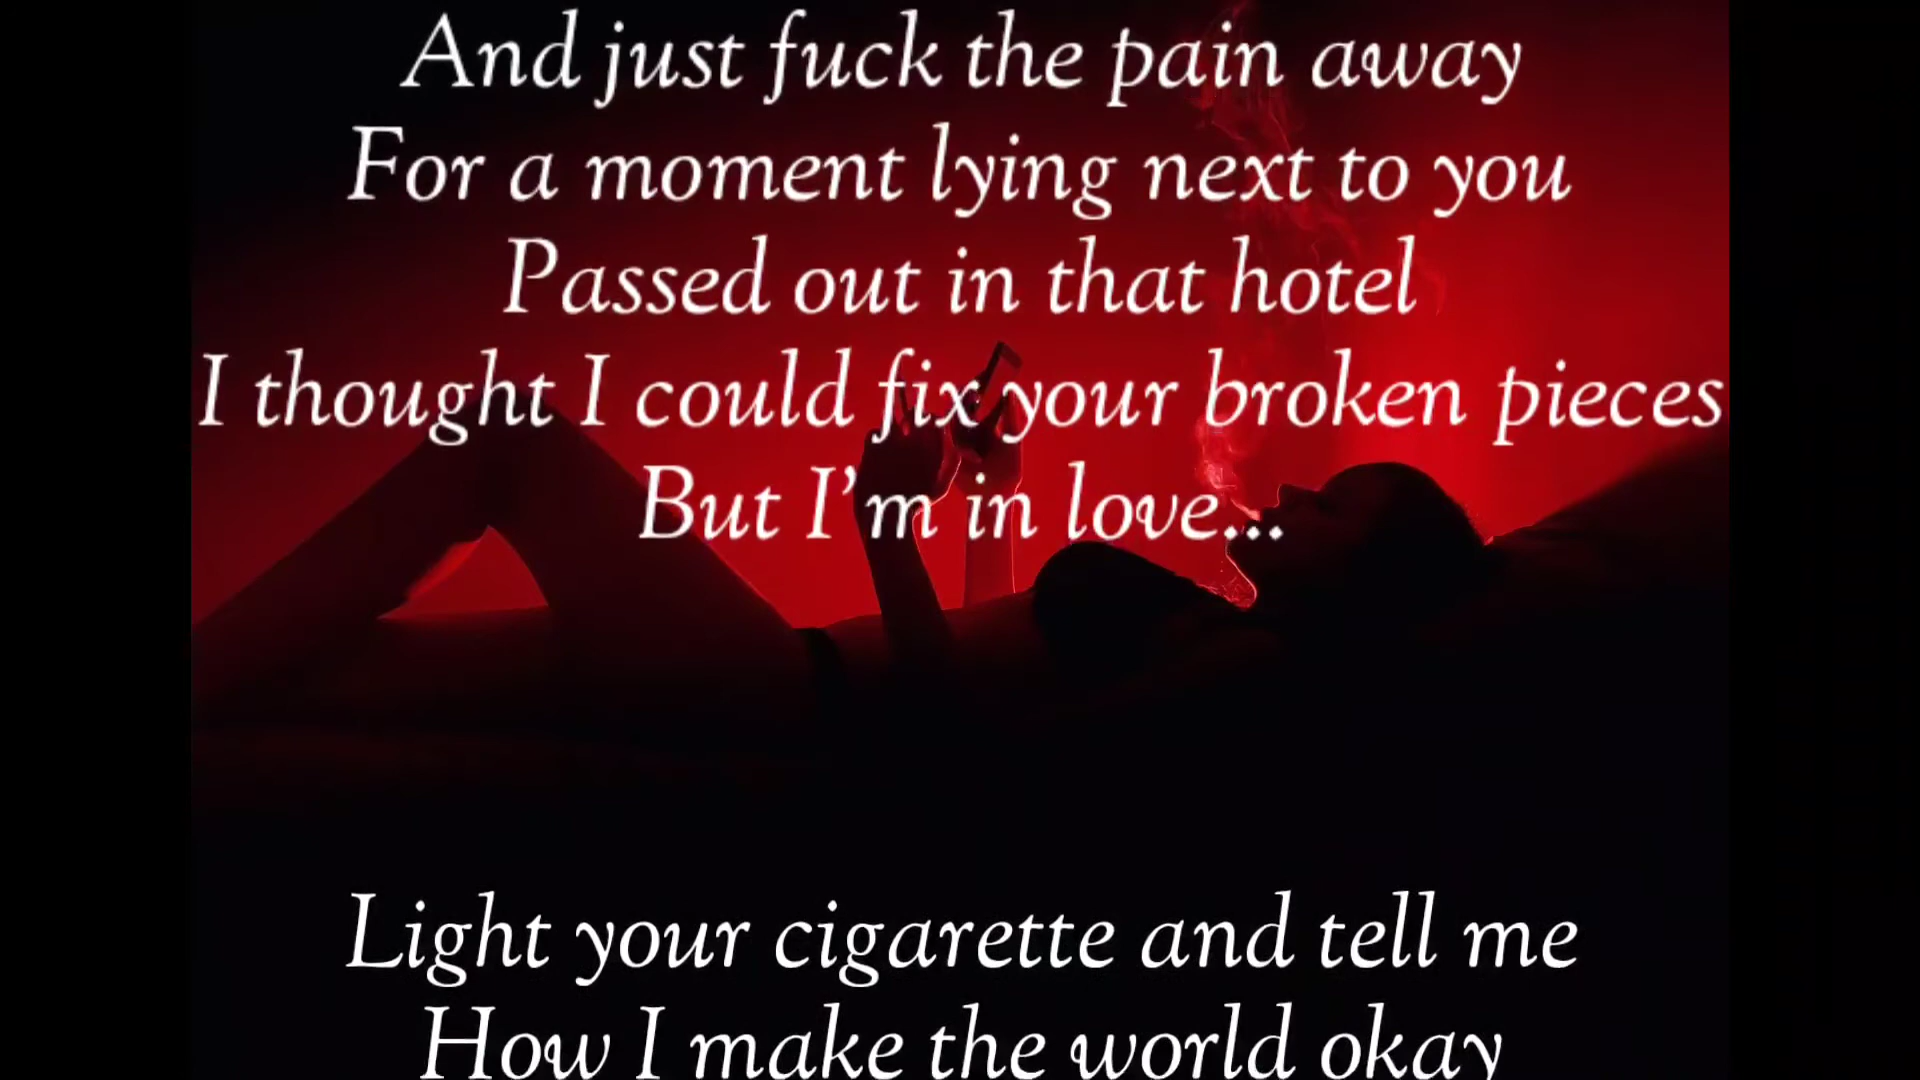 And just fuck the pain away
For a moment lying next to you
Passed out in that hotel
I thought I could fix your broken pieces
But I'm in love...
Light your cigarette and tell me
How I make the world okay